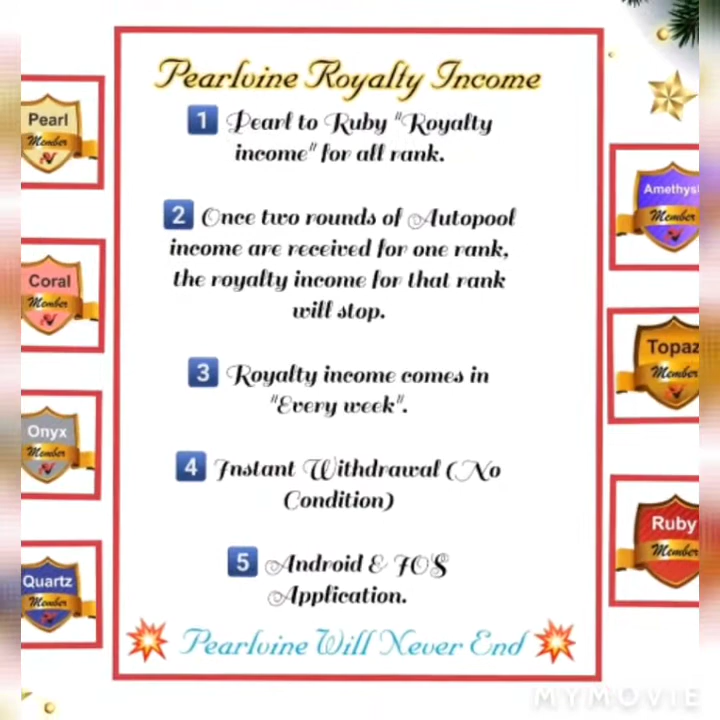 Pearlvine Royalty Income
1 Pearl to Ruby "Royalty
income" for all rank.
2 Once two rounds of Autopool
income are received for one rank,
the royalty income for that rank
will stop.
3 Royalty income comes in
"Every week".
4 Instant Withdrawal (No
Condition)
5 Android & IOS
Application.
Pearlvine Will Never End
Pearl
Member
Coral
Member
Onyx
Member
Quartz
Member
Amethyst
Member
Topaz
Member
Ruby
Member
MYMOVIE